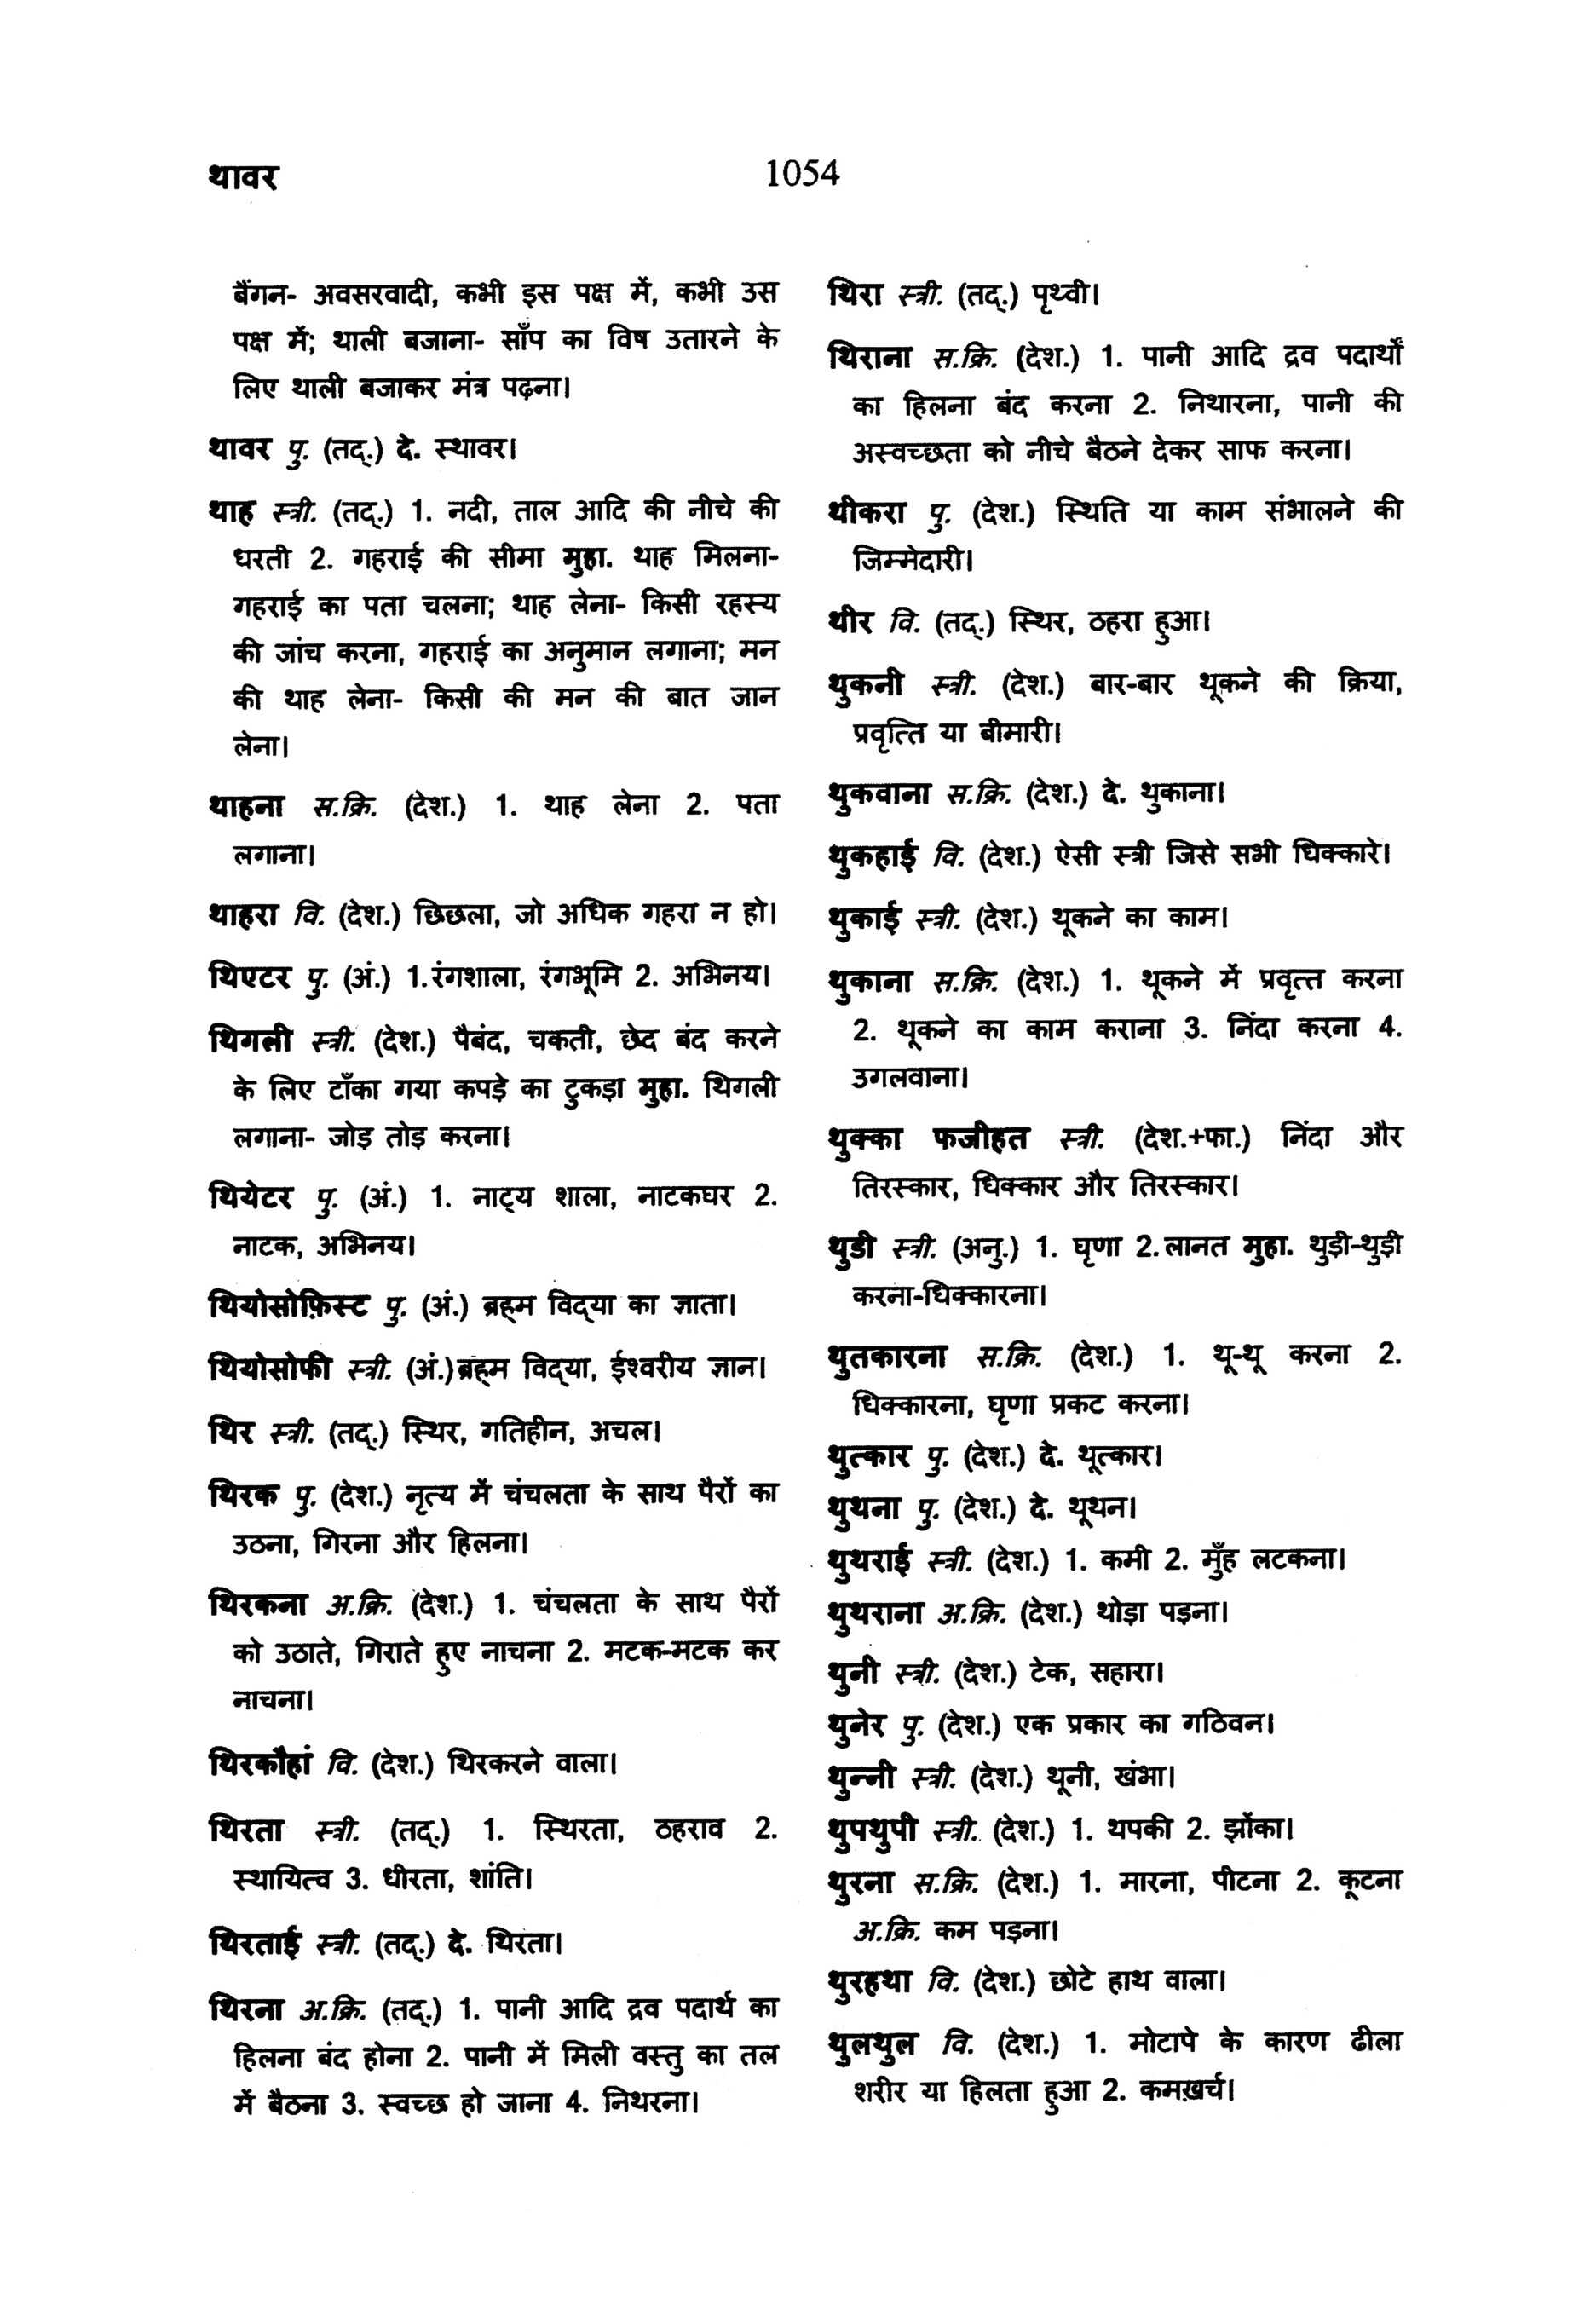 थावर
1054
बैंगन- अवसरवादी, कभी इस पक्ष में, कभी उस
पक्ष में; थाली बजाना- साँप का विष उतारने के
लिए थाली बजाकर मंत्र पढ़ना।
थावर पु. (तद्.) दे. स्थावर।
थाह स्त्री. (तद्.) 1. नदी, ताल आदि की नीचे की
धरती 2. गहराई की सीमा मुहा. थाह मिलना-
गहराई का पता चलना; थाह लेना- किसी रहस्य
की जांच करना, गहराई का अनुमान लगाना; मन
की थाह लेना- किसी की मन की बात जान
लेना।
थाहना स.क्रि. (देश.) 1. थाह लेना 2. पता
लगाना।
थाहरा वि. (देश.) छिछला, जो अधिक गहरा न हो।
थिएटर पु. (अं.) 1.रंगशाला, रंगभूमि 2. अभिनय।
थिगली स्त्री. (देश.) पैबंद, चकती, छेद बंद करने
के लिए टाँका गया कपड़े का टुकड़ा मुहा. थिगली
लगाना- जोड़ तोड़ करना।
थियेटर पु. (अं.) 1. नाट्य शाला, नाटकघर 2.
नाटक, अभिनय।
थियोसोफ़िस्ट पु. (अं.) ब्रह्म विद्या का ज्ञाता।
थियोसोफी स्त्री. (अं.)ब्रह्म विद्या, ईश्वरीय ज्ञान।
थिर स्त्री. (तद्.) स्थिर, गतिहीन, अचल।
थिरक पु. (देश.) नृत्य में चंचलता के साथ पैरों का
उठना, गिरना और हिलना।
थिरकना अ.क्रि. (देश.) 1. चंचलता के साथ पैरों
को उठाते, गिराते हुए नाचना 2. मटक-मटक कर
नाचना।
थिरकौहां वि. (देश.) थिरकरने वाला।
थिरता स्त्री. (तद्.) 1. स्थिरता, ठहराव 2.
स्थायित्व 3. धीरता, शांति।
थिरताई स्त्री. (तद्.) दे. थिरता।
थिरना अ.क्रि. (तद्.) 1. पानी आदि द्रव पदार्थ का
हिलना बंद होना 2. पानी में मिली वस्तु का तल
में बैठना 3. स्वच्छ हो जाना 4. निथरना।
थिरा स्त्री. (तद्.) पृथ्वी।
थिराना स.क्रि. (देश.) 1. पानी आदि द्रव पदार्थों
का हिलना बंद करना 2. निथारना, पानी की
अस्वच्छता को नीचे बैठने देकर साफ करना।
थीकरा पु. (देश.) स्थिति या काम संभालने की
जिम्मेदारी।
थीर वि. (तद्.) स्थिर, ठहरा हुआ।
थुकनी स्त्री. (देश.) बार-बार थूकने की क्रिया,
प्रवृत्ति या बीमारी।
थुकवाना स.क्रि. (देश.) दे. थुकाना।
थुकहाई वि. (देश.) ऐसी स्त्री जिसे सभी धिक्कारे।
थुकाई स्त्री. (देश.) थूकने का काम।
थुकाना स.क्रि. (देश.) 1. थूकने में प्रवृत्त करना
2. थूकने का काम कराना 3. निंदा करना 4.
उगलवाना।
थुक्का फजीहत स्त्री. (देश.+फा.) निंदा और
तिरस्कार, धिक्कार और तिरस्कार।
थुडी स्त्री. (अनु.) 1. घृणा 2.लानत मुहा. थुड़ी-थुड़ी
करना-धिक्कारना।
थुतकारना स.क्रि. (देश.) 1. थू-थू करना 2.
धिक्कारना, घृणा प्रकट करना।
थुत्कार पु. (देश.) दे. थूत्कार।
थुथना पु. (देश.) दे. थूथन।
थुथराई स्त्री. (देश.) 1. कमी 2. मुँह लटकना।
थुथराना अ.क्रि. (देश.) थोड़ा पड़ना।
थुनी स्त्री. (देश.) टेक, सहारा।
थुनेर पु. (देश.) एक प्रकार का गठिवन।
थुन्नी स्त्री. (देश.) थूनी, खंभा।
थुपथुपी स्त्री. (देश.) 1. थपकी 2. झोंका।
थुरना स.क्रि. (देश.) 1. मारना, पीटना 2. कूटना
अ.क्रि. कम पड़ना।
थुरहथा वि. (देश.) छोटे हाथ वाला।
थुलथुल वि. (देश.) 1. मोटापे के कारण ढीला
शरीर या हिलता हुआ 2. कमख़र्च।